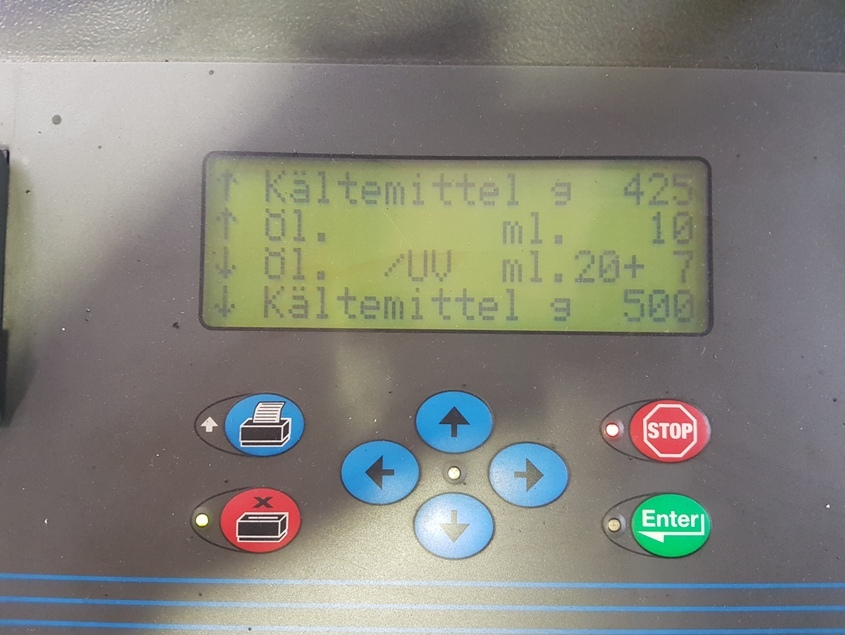 ↑ Kältemittel g 425
↑ Öl. ml. 10
↓ Öl. /UV ml.20+ 7
↓ Kältemittel g 500
STOP
X
Enter